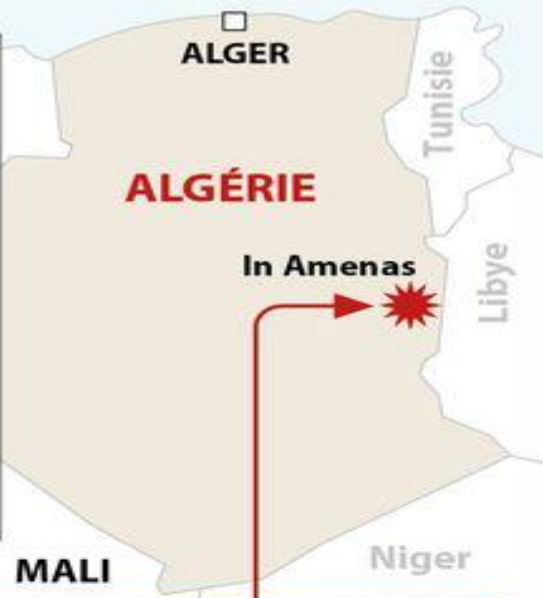 ALGER
Tunisie
ALGÉRIE
In Amenas
Libye
Niger
MALI